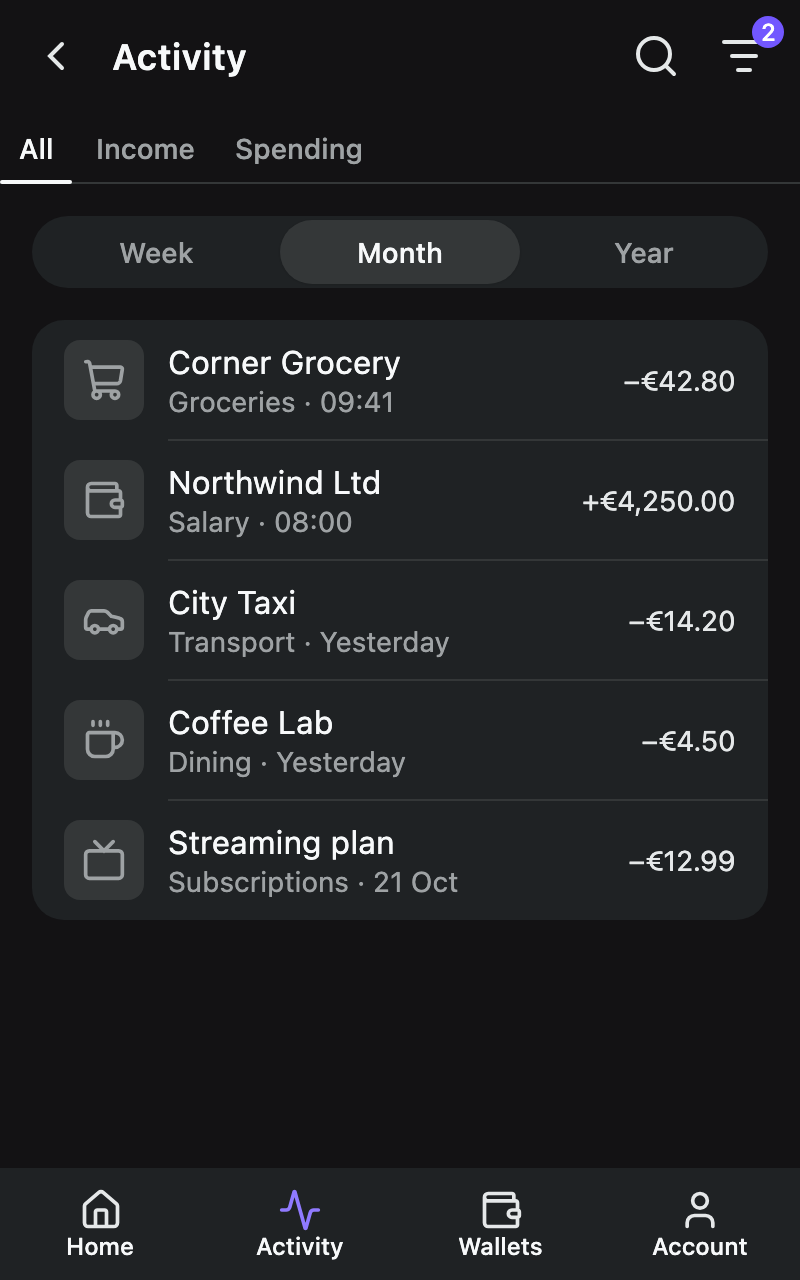 Activity
2
All Income Spending
Week Month Year
Corner Grocery
Groceries · 09:41
−€42.80
Northwind Ltd
Salary · 08:00
+€4,250.00
City Taxi
Transport · Yesterday
−€14.20
Coffee Lab
Dining · Yesterday
−€4.50
Streaming plan
Subscriptions · 21 Oct
−€12.99
Home Activity Wallets Account